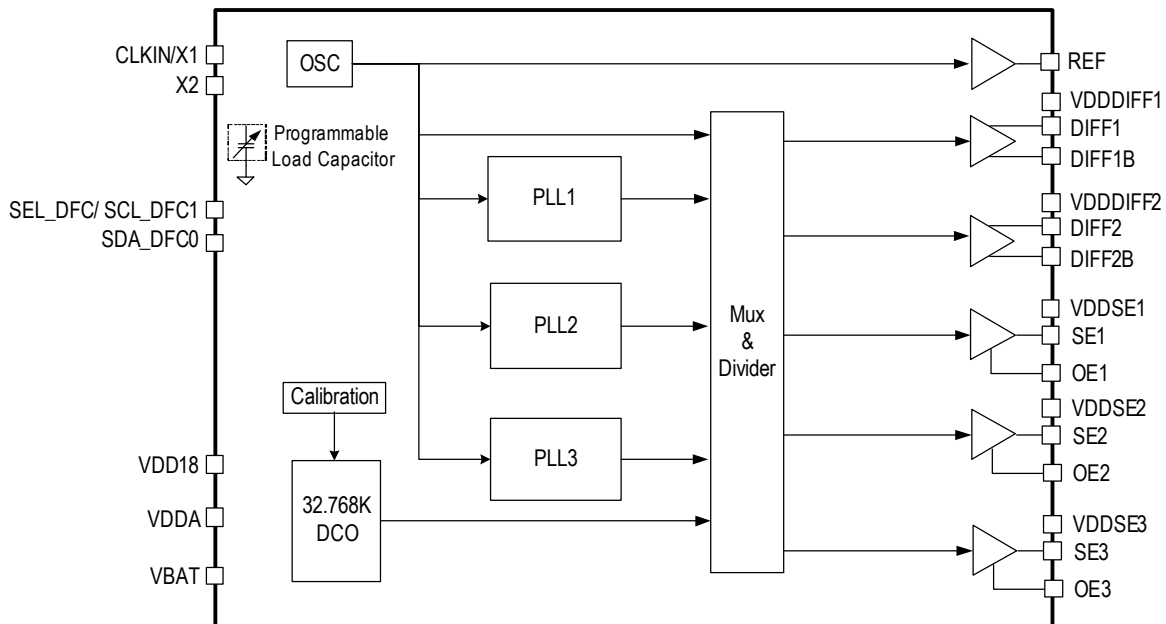 CLKIN/X1
X2
OSC
REF
VDDDIFF1
DIFF1
DIFF1B
Programmable
Load Capacitor
PLL1
SEL_DFC/ SCL_DFC1
SDA_DFC0
VDDDIFF2
DIFF2
DIFF2B
PLL2
Mux
&
Divider
VDDSE1
SE1
OE1
Calibration
VDDSE2
SE2
OE2
PLL3
VDD18
VDDA
VBAT
32.768K
DCO
VDDSE3
SE3
OE3